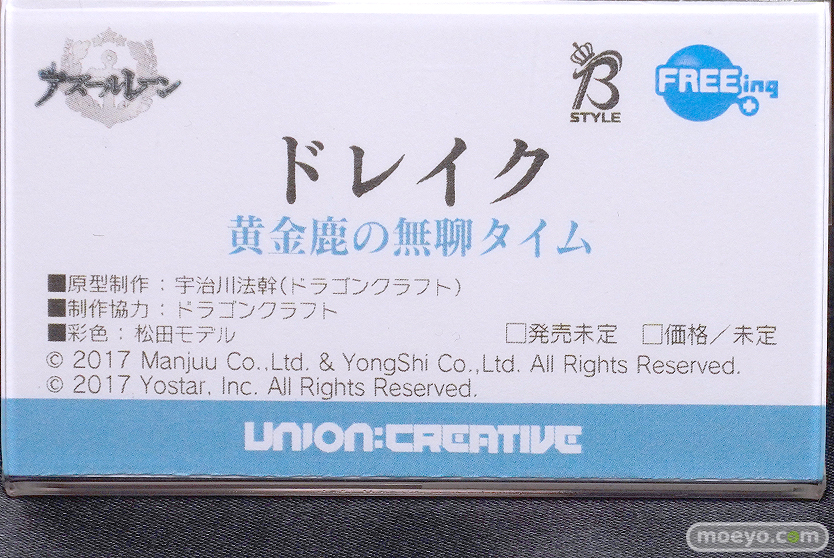 アズールレーン
B
STYLE
FREEing
ドレイク
黄金鹿の無聊タイム
■原型制作：宇治川法幹(ドラゴンクラフト)
■制作協力：ドラゴンクラフト
■彩色：松田モデル □発売未定 □価格／未定
© 2017 Manjuu Co.,Ltd. & YongShi Co.,Ltd. All Rights Reserved.
© 2017 Yostar, Inc. All Rights Reserved.
UNION:CREATIVE
moeyo.com